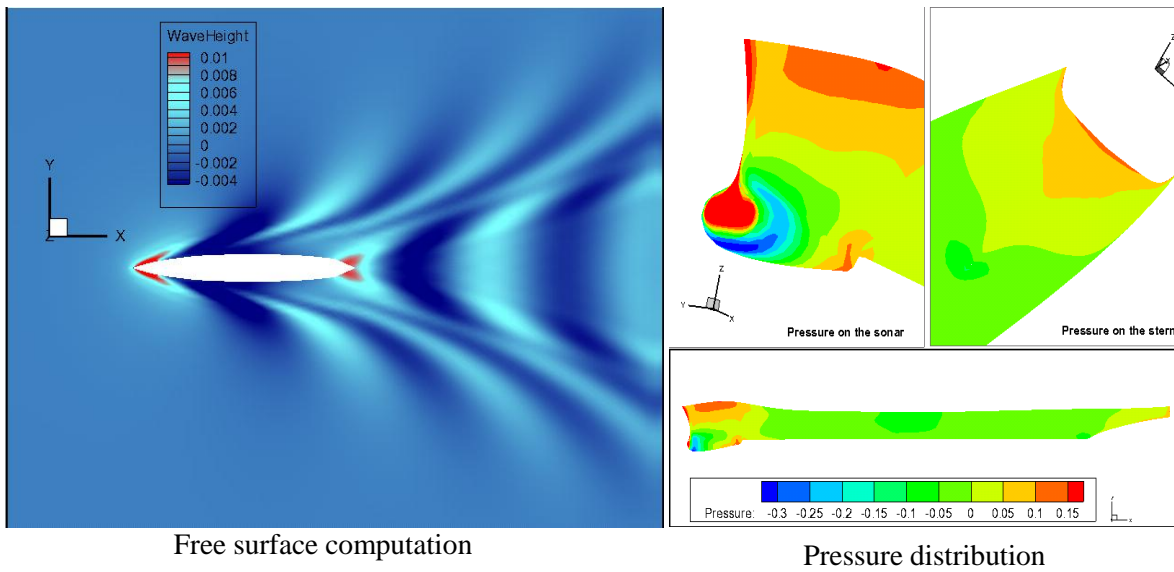 WaveHeight
0.01
0.008
0.006
0.004
0.002
0
-0.002
-0.004
Y
Z X
Z
Y X
Pressure on the sonar
Z
X
Pressure on the stern
Pressure: -0.3 -0.25 -0.2 -0.15 -0.1 -0.05 0 0.05 0.1 0.15
Free surface computation
Pressure distribution